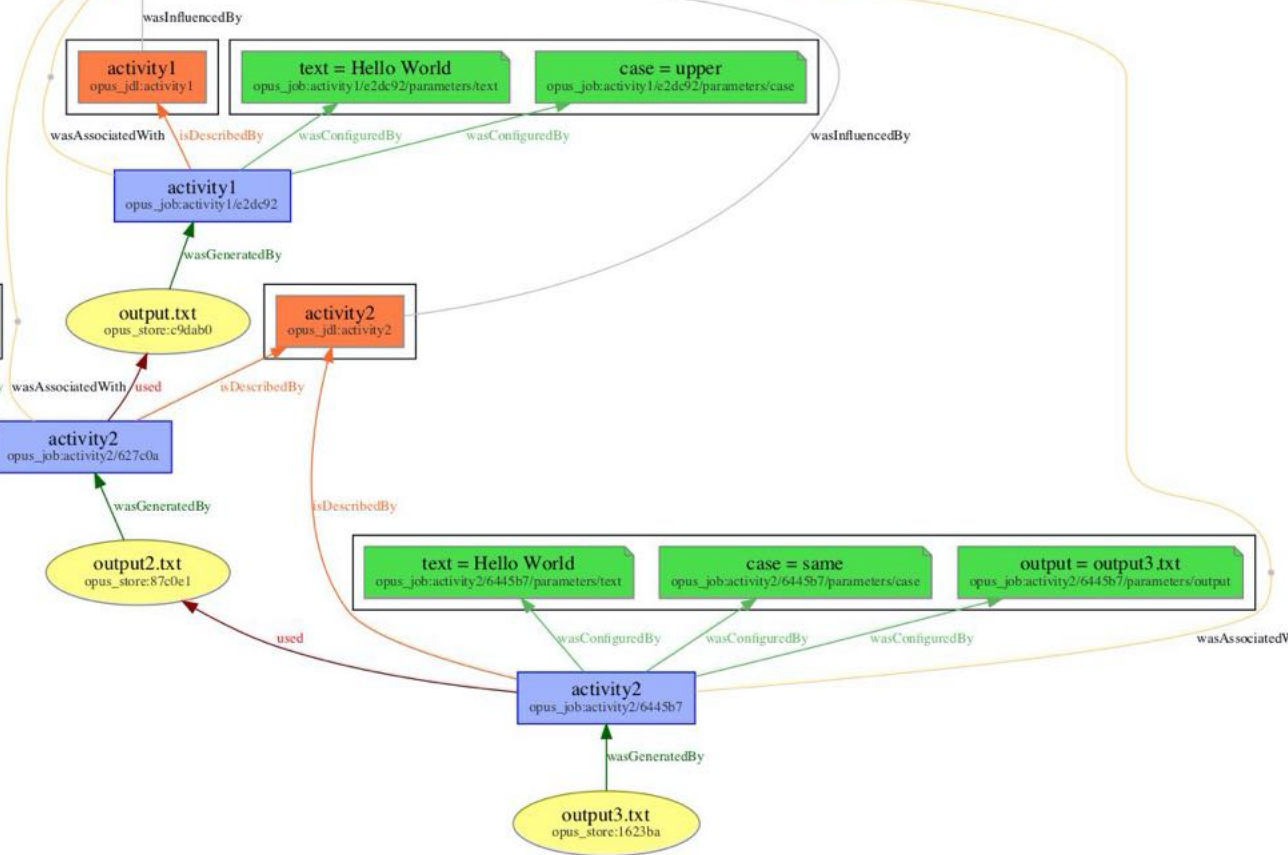 wasInfluencedBy
activity1
opus_jdl:activity1
text = Hello World
opus_job:activity1/e2dc92/parameters/text
case = upper
opus_job:activity1/e2dc92/parameters/case
wasAssociatedWith
isDescribedBy
wasConfiguredBy
wasConfiguredBy
wasInfluencedBy
activity1
opus_job:activity1/e2dc92
wasGeneratedBy
output.txt
opus_store:c9dab0
activity2
opus_jdl:activity2
wasAssociatedWith
used
isDescribedBy
activity2
opus_job:activity2/627c0a
wasGeneratedBy
isDescribedBy
output2.txt
opus_store:87c0e1
text = Hello World
opus_job:activity2/6445b7/parameters/text
case = same
opus_job:activity2/6445b7/parameters/case
output = output3.txt
opus_job:activity2/6445b7/parameters/output
used
wasConfiguredBy
wasConfiguredBy
wasConfiguredBy
wasAssociatedW
activity2
opus_job:activity2/6445b7
wasGeneratedBy
output3.txt
opus_store:1623ba